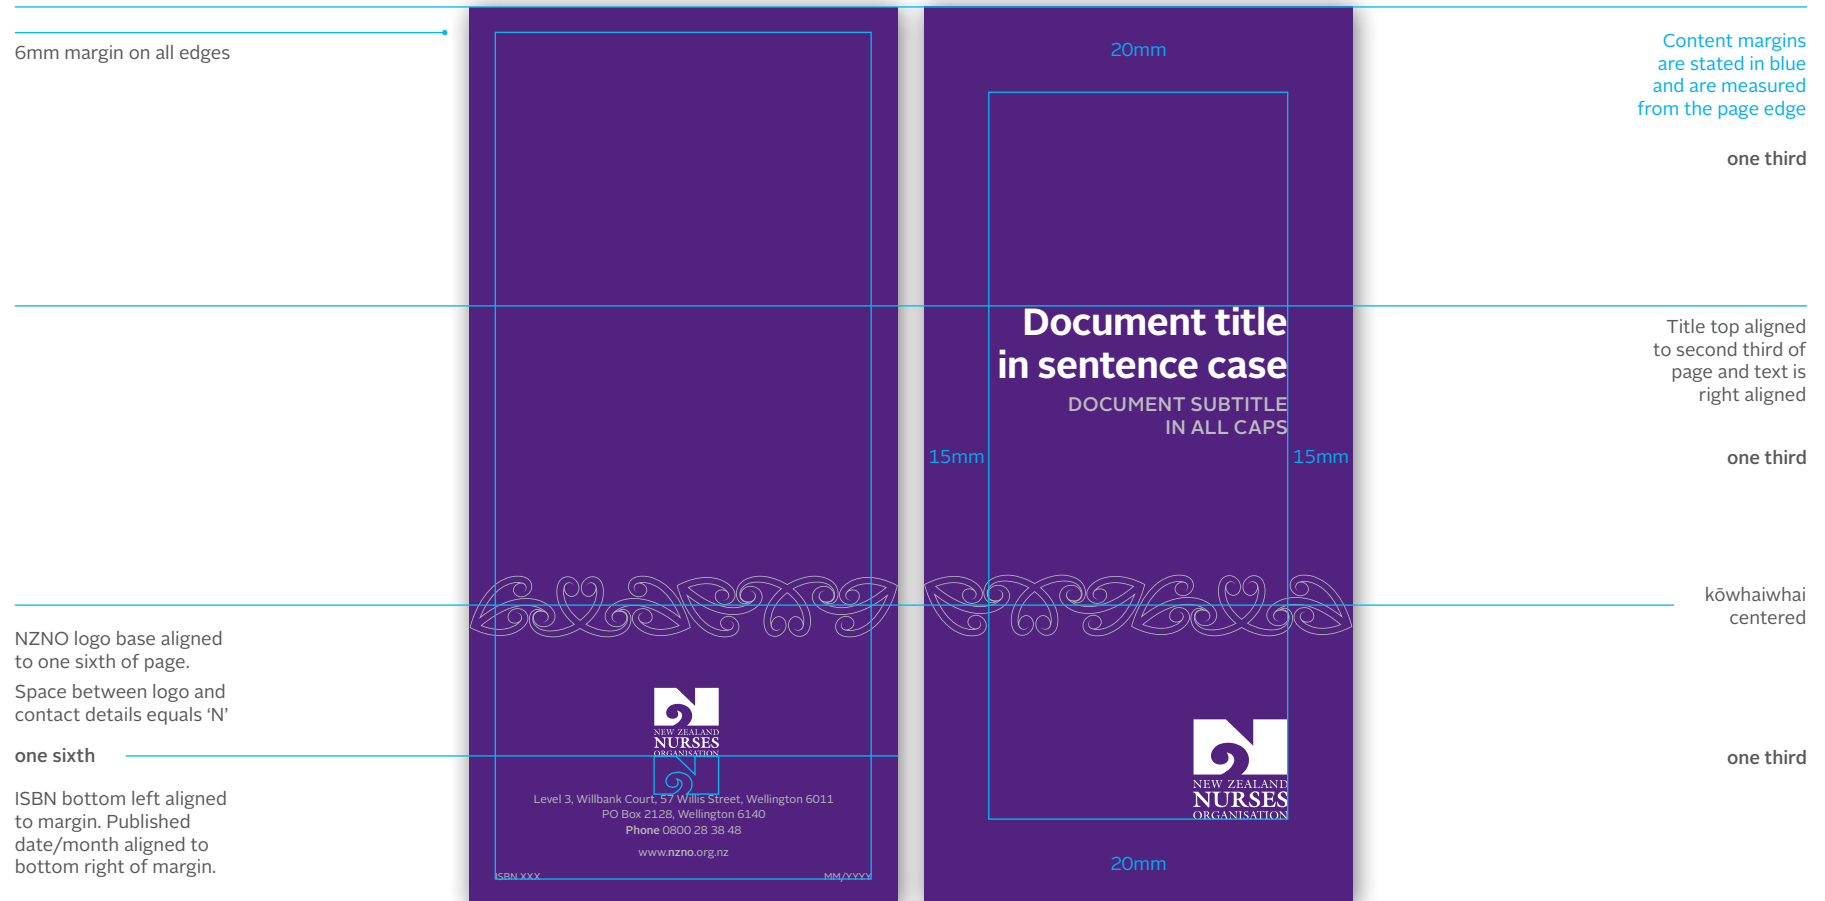 6mm margin on all edges
NZNO logo base aligned
to one sixth of page.
Space between logo and
contact details equals ‘N’
one sixth
ISBN bottom left aligned
to margin. Published
date/month aligned to
bottom right of margin.
NEW ZEALAND
NURSES
ORGANISATION
Level 3, Willbank Court, 57 Willis Street, Wellington 6011
PO Box 2128, Wellington 6140
Phone 0800 28 38 48
www.nzno.org.nz
ISBN XXX
MM/YYYY
20mm
Document title
in sentence case
DOCUMENT SUBTITLE
IN ALL CAPS
15mm
15mm
NEW ZEALAND
NURSES
ORGANISATION
20mm
Content margins
are stated in blue
and are measured
from the page edge
one third
Title top aligned
to second third of
page and text is
right aligned
one third
kōwhaiwhai
centered
one third